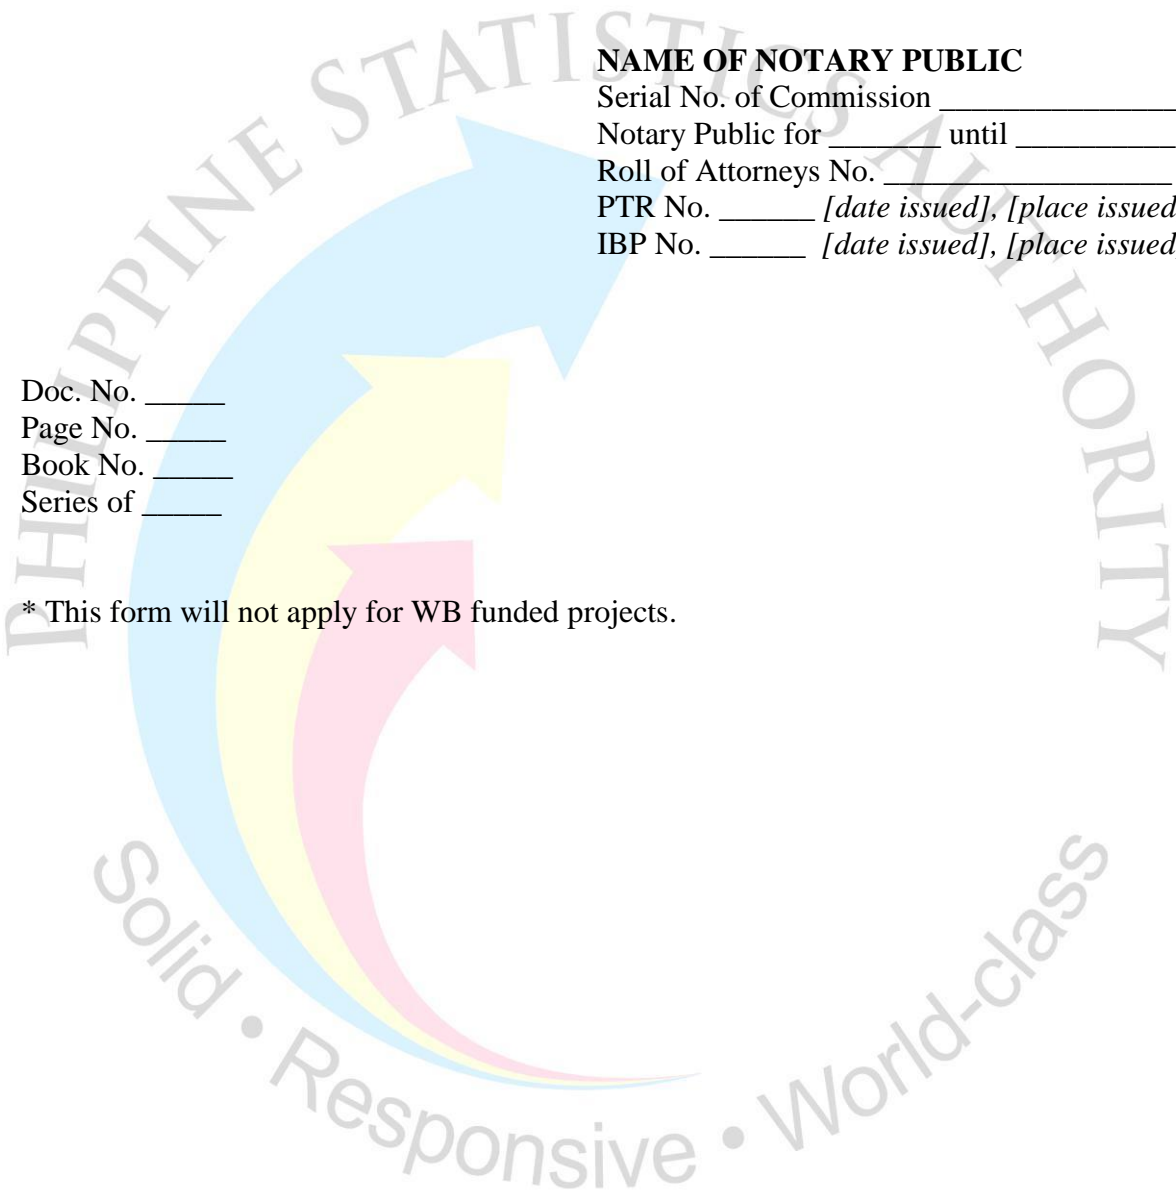 PHILIPPINE STATISTICS AUTHORITY
NAME OF NOTARY PUBLIC
Serial No. of Commission _______________
Notary Public for _______ until __________
Roll of Attorneys No. __________________
PTR No. ______ [date issued], [place issued
IBP No. ______ [date issued], [place issued
Doc. No. _____
Page No. _____
Book No. _____
Series of _____
* This form will not apply for WB funded projects.
Solid • Responsive • World-class